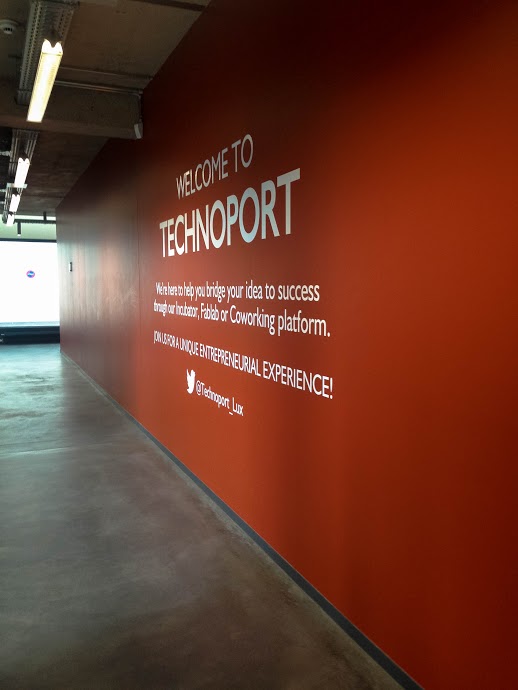 WELCOME TO
TECHNOPORT
We're here to help you bridge your idea to success
through our Incubator, Fablab or Coworking platform.
JOIN US FOR A UNIQUE ENTREPRENEURIAL EXPERIENCE!
@Technoport_Lux